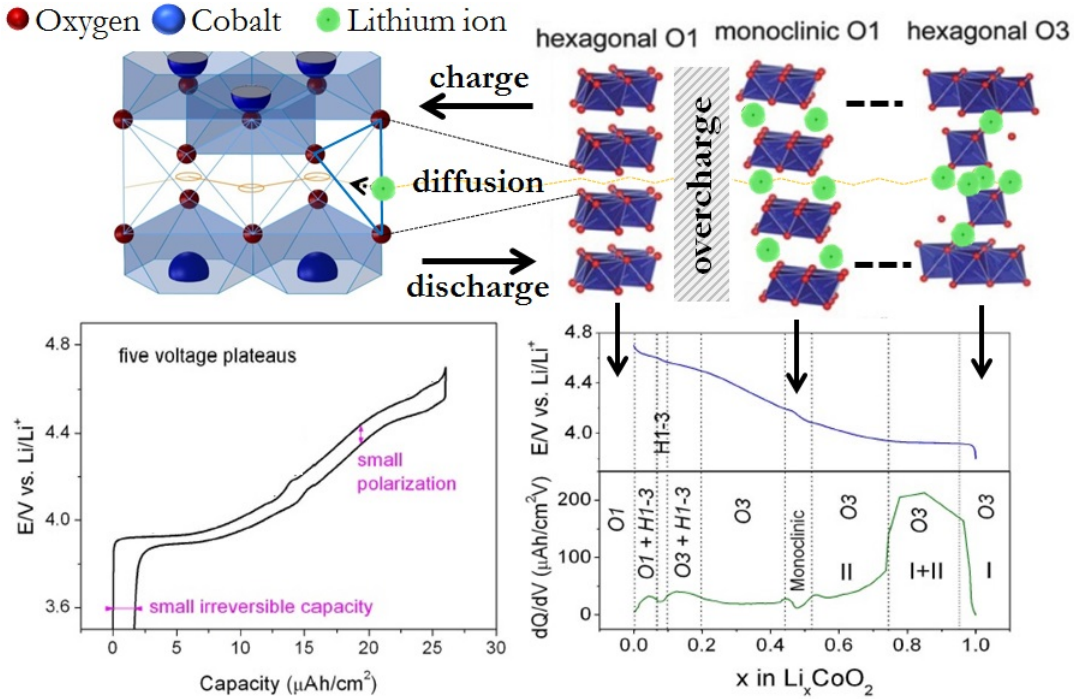 Oxygen Cobalt Lithium ion
hexagonal O1
monoclinic O1
hexagonal O3
charge
diffusion
discharge
overcharge
4.8
4.4
4.0
3.6
E/V vs. Li/Li⁺
five voltage plateaus
small
polarization
small irreversible capacity
0 5 10 15 20 25 30
Capacity (μAh/cm²)
4.8
4.4
4.0
E/V vs. Li/Li⁺
H1-3
200
100
0
dQ/dV (μAh/cm²V)
O1
O1 + H1-3
O3 + H1-3
O3
Monoclinic
O3
II
O3
I+II
O3
I
0.0 0.2 0.4 0.6 0.8 1.0
x in LiₓCoO₂